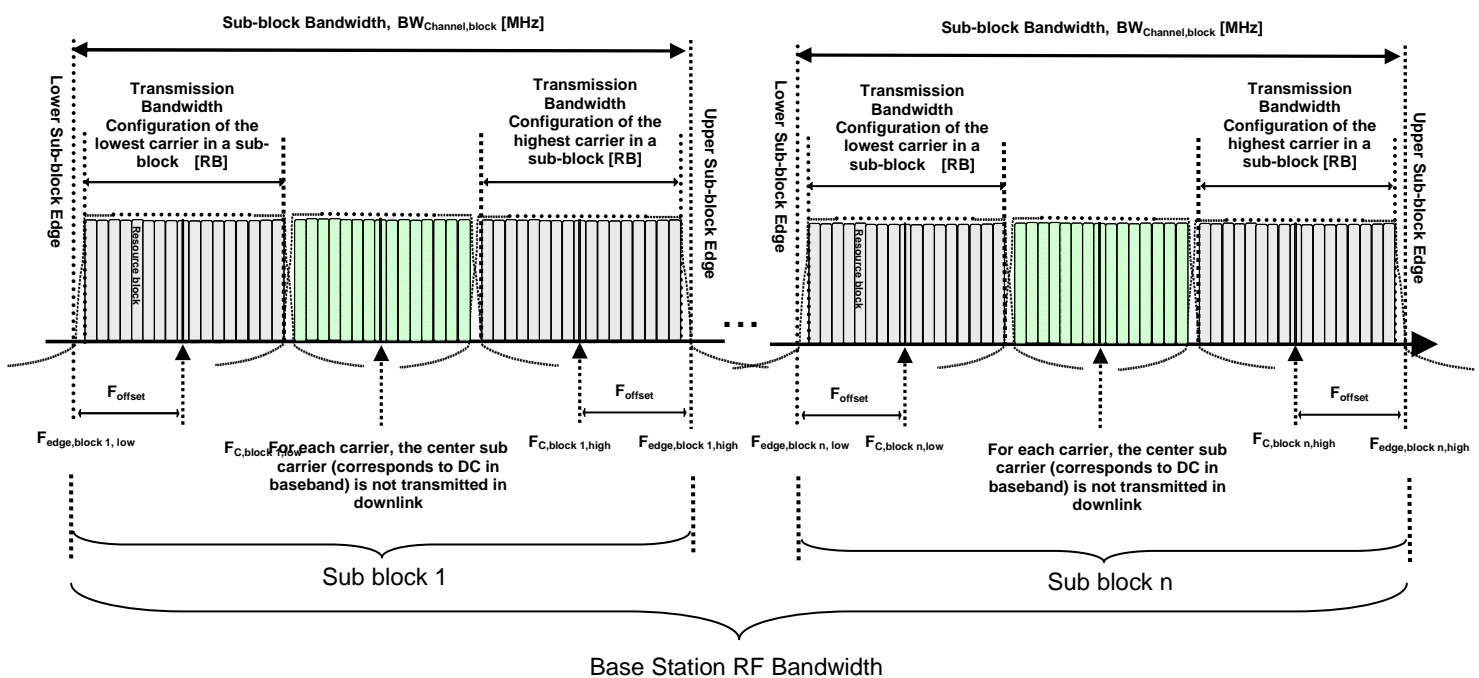 Sub-block Bandwidth, BWChannel,block [MHz]
Sub-block Bandwidth, BWChannel,block [MHz]
Lower Sub-block Edge
Transmission
Bandwidth
Configuration of the
lowest carrier in a sub-
block [RB]
Transmission
Bandwidth
Configuration of the
highest carrier in a
sub-block [RB]
Upper Sub-block Edge
Lower Sub-block Edge
Transmission
Bandwidth
Configuration of the
lowest carrier in
a sub-block [RB]
Transmission
Bandwidth
Configuration of the
highest carrier in a
sub-block [RB]
Upper Sub-block Edge
Resource block
Resource block
...
Foffset
Foffset
Foffset
Foffset
Fedge,block 1, low
FC,block 1,low
FC,block 1,high
Fedge,block 1,high
Fedge,block n, low
FC,block n,low
FC,block n,high
Fedge,block n,high
For each carrier, the center sub
carrier (corresponds to DC in
baseband) is not transmitted in
downlink
For each carrier, the center sub
carrier (corresponds to DC in
baseband) is not transmitted in
downlink
Sub block 1
Sub block n
Base Station RF Bandwidth